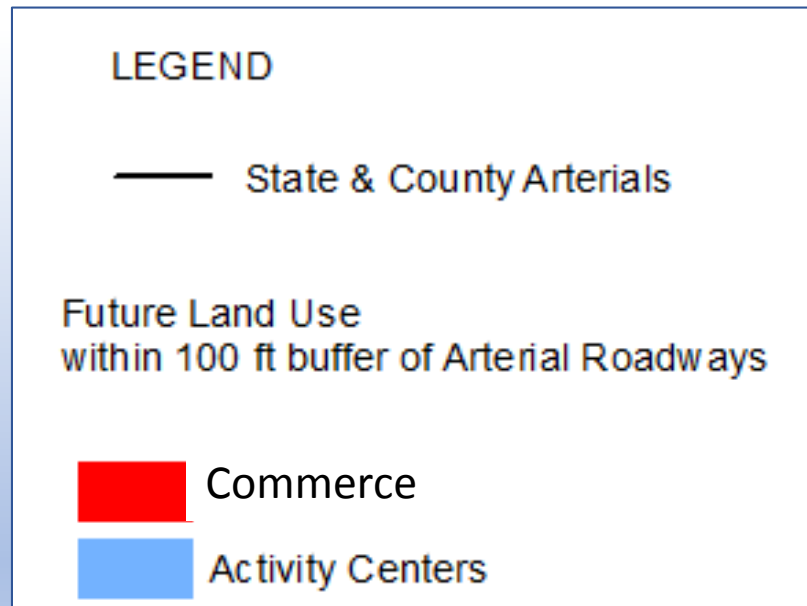 LEGEND
State & County Arterials
Future Land Use
within 100 ft buffer of Arterial Roadways
Commerce
Activity Centers